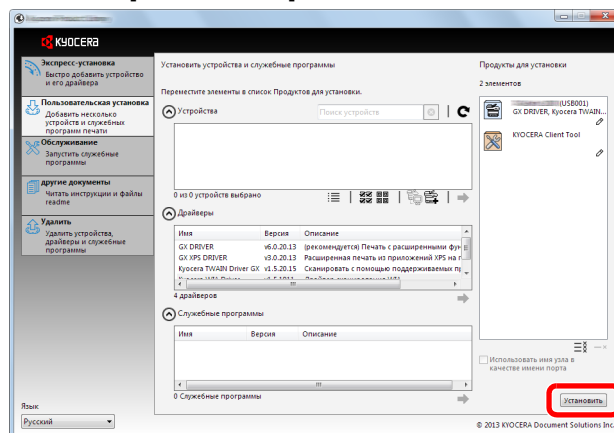 KYOCERA
Экспресс-установка
Быстро добавить устройство
и его драйвера
Пользовательская установка
Добавить несколько
устройств и служебных
программ печати
Обслуживание
Запустить служебные
программы
другие документы
Читать инструкции и файлы
readme
Удалить
Удалить устройства,
драйверы и служебные
программы
Язык
Русский
Установить устройства и служебные программы
Переместите элементы в список Продуктов для установки.
Устройства
Поиск устройств
0 из 0 устройств выбрано
Драйверы
Имя Версия Описание
GX DRIVER v6.0.20.13 (рекомендуется) Печать с расширенными фун
GX XPS DRIVER v3.0.20.13 Расширенная печать из приложений XPS на п
Kyocera TWAIN Driver GX v1.5.20.15 Сканировать с помощью поддерживаемых пр
4 драйверов
Служебные программы
Имя Версия Описание
0 Служебные программы
Продукты для установки
2 элементов
(USB001)
GX DRIVER, Kyocera TWAIN...
KYOCERA Client Tool
Использовать имя узла в
качестве имени порта
Установить
© 2013 KYOCERA Document Solutions Inc.